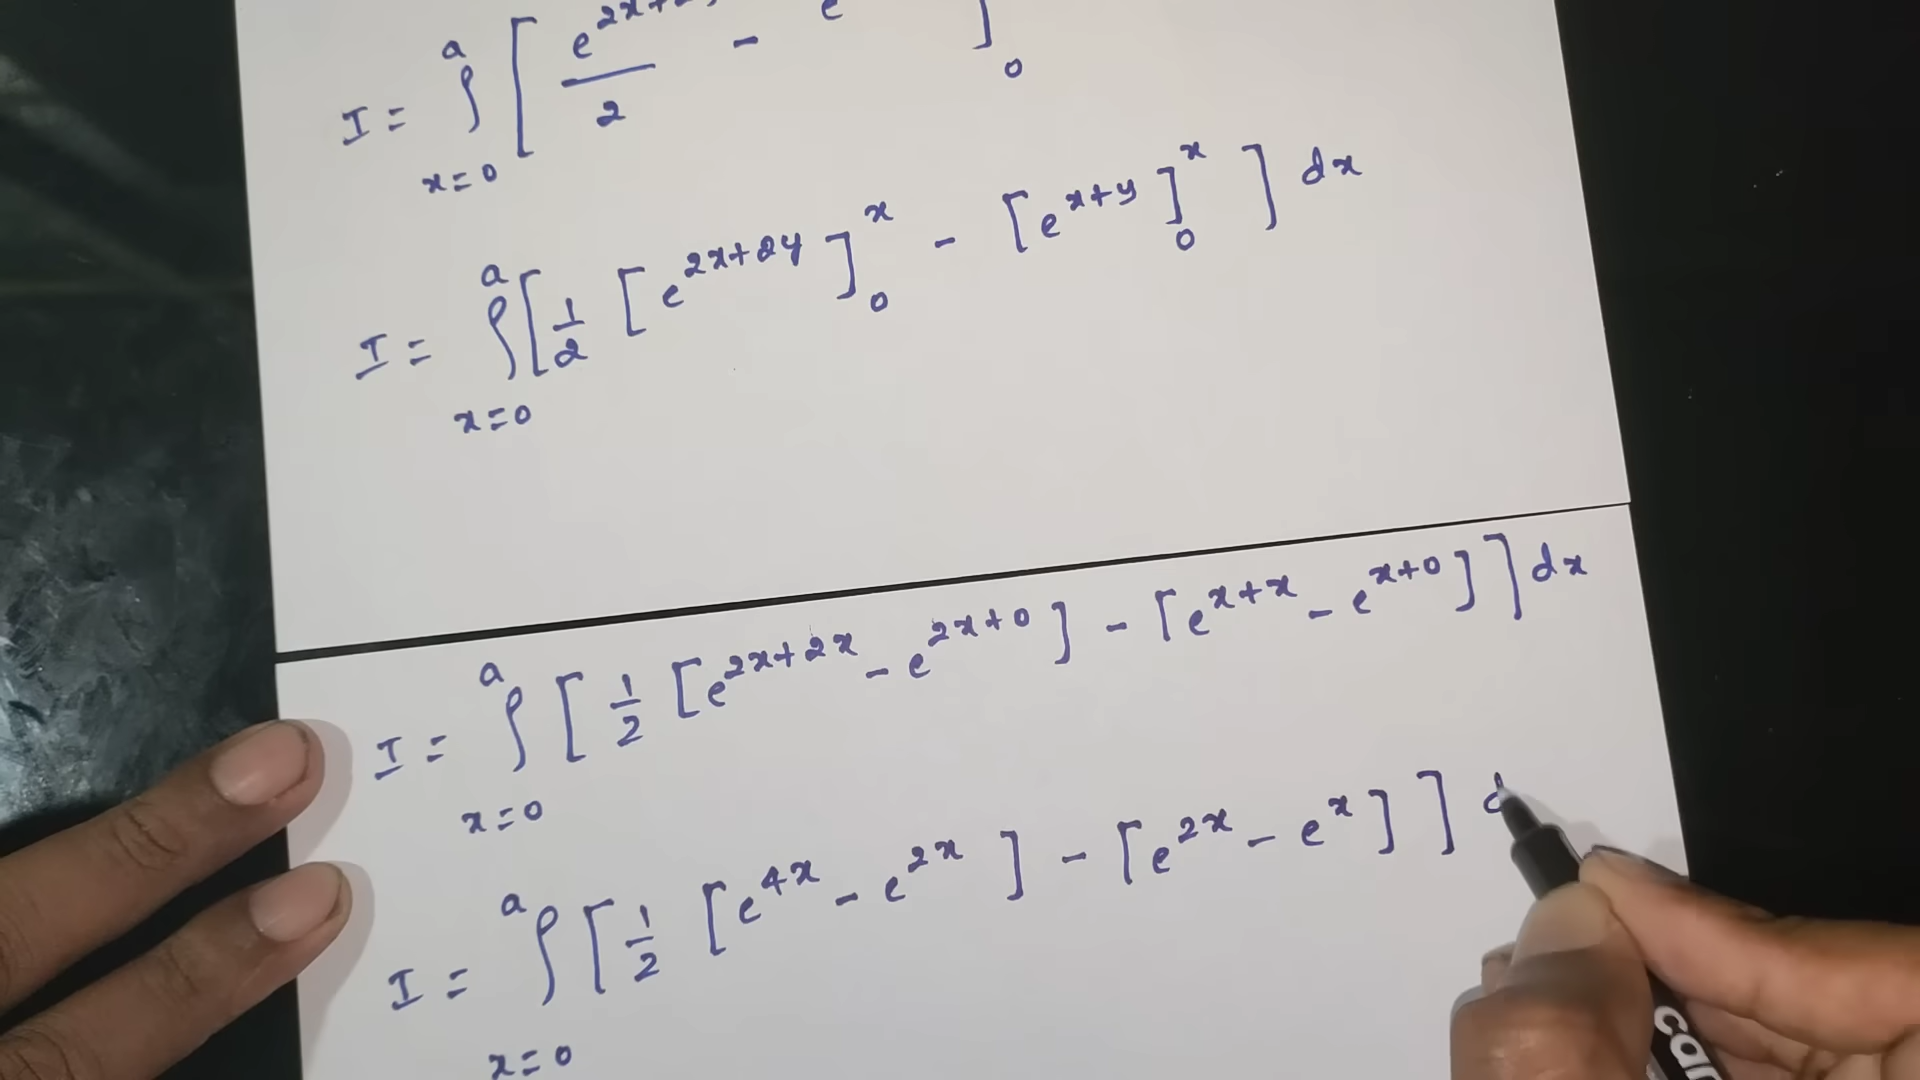 I = ∫_{x=0}^{a} [ e^{2x+2} / 2 - e ]_0
I = ∫_{x=0}^{a} [ 1/2 [ e^{2x+2y} ]_0^x - [ e^{x+y} ]_0^x ] dx
I = ∫_{x=0}^{a} [ 1/2 [ e^{2x+2x} - e^{2x+0} ] - [ e^{x+x} - e^{x+0} ] ] dx
I = ∫_{x=0}^{a} [ 1/2 [ e^{4x} - e^{2x} ] - [ e^{2x} - e^x ] ] d